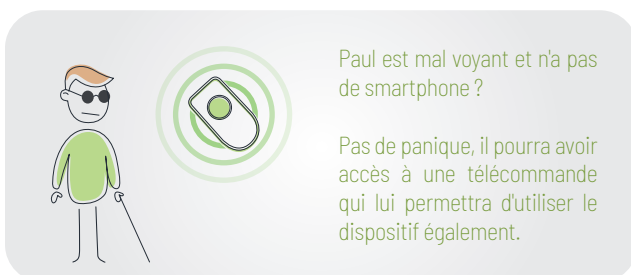 Paul est mal voyant et n'a pas
de smartphone ?
Pas de panique, il pourra avoir
accès à une télécommande
qui lui permettra d'utiliser le
dispositif également.